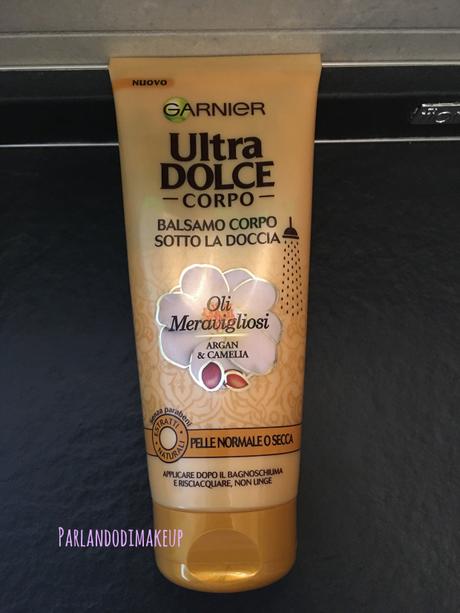 NUOVO
GARNIER
Ultra
DOLCE
CORPO
BALSAMO CORPO
SOTTO LA DOCCIA
Oli
Meravigliosi
ARGAN
& CAMELIA
senza parabeni
ESTRATTI NATURALI
PELLE NORMALE O SECCA
APPLICARE DOPO IL BAGNOSCHIUMA
E RISCIACQUARE, NON UNGE
PARLANDODIMAKEUP